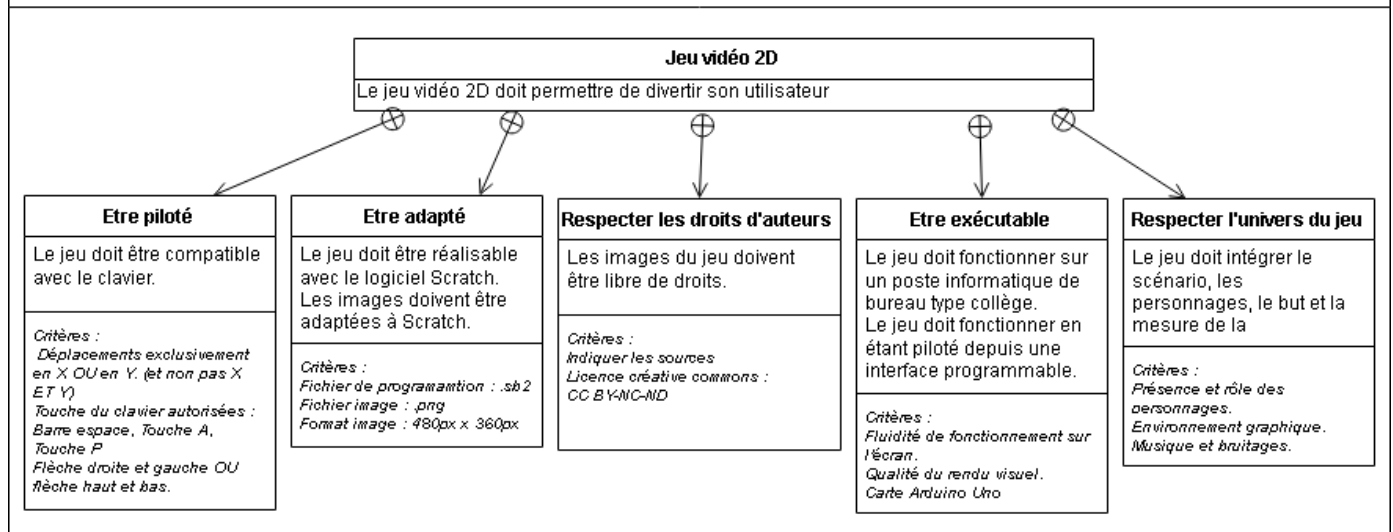 Jeu vidéo 2D
Le jeu vidéo 2D doit permettre de divertir son utilisateur
Etre piloté
Le jeu doit être compatible
avec le clavier.
Critères :
Déplacements exclusivement
en X OU en Y. (et non pas X
ET Y)
Touche du clavier autorisées :
Barre espace, Touche A,
Touche P
Flèche droite et gauche OU
flèche haut et bas.
Etre adapté
Le jeu doit être réalisable
avec le logiciel Scratch.
Les images doivent être
adaptées à Scratch.
Critères :
Fichier de programamtion : .sb2
Fichier image : .png
Format image : 480px x 360px
Respecter les droits d'auteurs
Les images du jeu doivent
être libre de droits.
Critères :
Indiquer les sources
Licence créative commons :
CC BY-NC-ND
Etre exécutable
Le jeu doit fonctionner sur
un poste informatique de
bureau type collège.
Le jeu doit fonctionner en
étant piloté depuis une
interface programmable.
Critères :
Fluidité de fonctionnement sur
l'écran.
Qualité du rendu visuel.
Carte Arduino Uno
Respecter l'univers du jeu
Le jeu doit intégrer le
scénario, les
personnages, le but et la
mesure de la
Critères :
Présence et rôle des
personnages.
Environnement graphique.
Musique et bruitages.